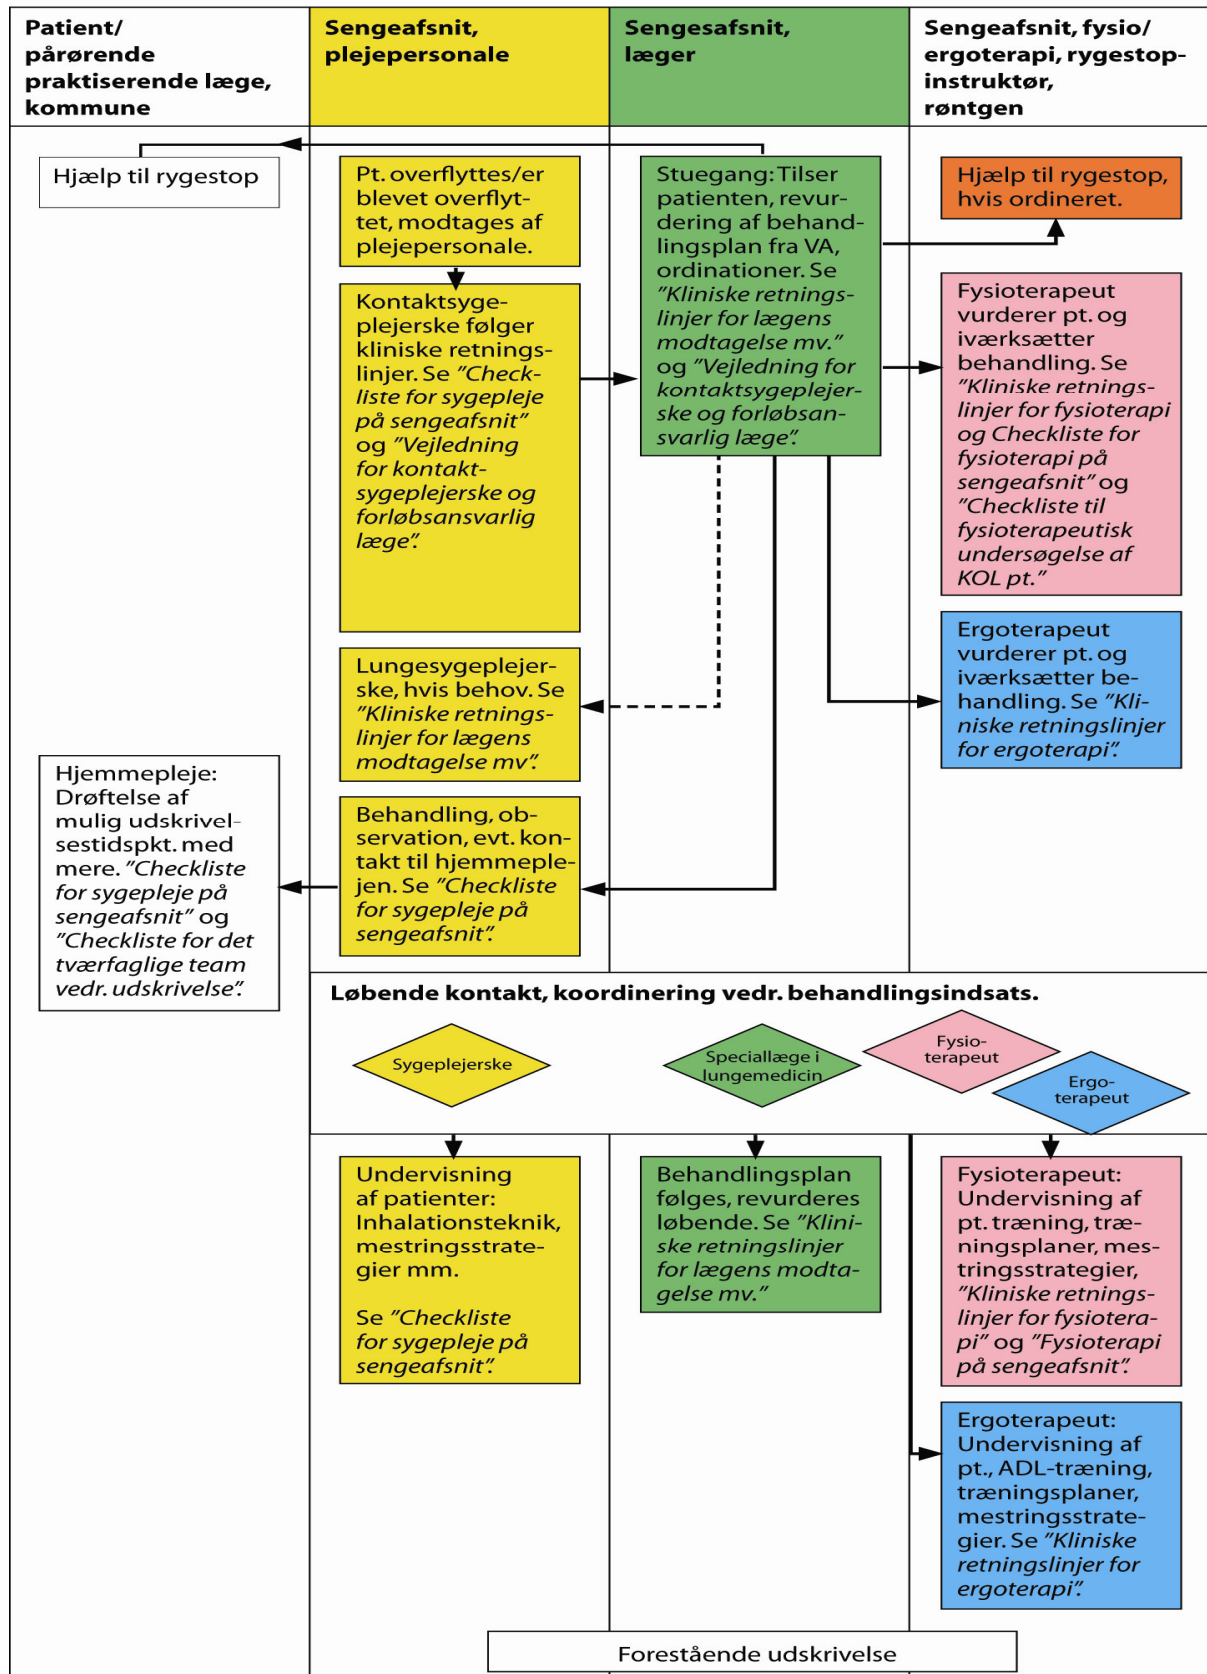 Patient/
pårørende
praktiserende læge,
kommune
Sengeafsnit,
plejepersonale
Sengesafsnit,
læger
Sengeafsnit, fysio/
ergoterapi, rygestop-
instruktør,
røntgen
Hjælp til rygestop
Pt. overflyttes/er
blevet overflyt-
tet, modtages af
plejepersonale.
Stuegang: Tilser
patienten, revur-
dering af behand-
lingsplan fra VA,
ordinationer. Se
"Kliniske retnings-
linjer for lægens
modtagelse mv."
og "Vejledning for
kontaktsygeplejer-
ske og forløbsan-
svarlig læge".
Hjælp til rygestop,
hvis ordineret.
Kontaktsyge-
plejerske følger
kliniske retnings-
linjer. Se "Check-
liste for sygepleje
på sengeafsnit"
og "Vejledning
for kontakt-
sygeplejerske og
forløbsansvarlig
læge".
Fysioterapeut
vurderer pt. og
iværksætter
behandling. Se
"Kliniske retnings-
linjer for fysioterapi
og Checkliste for
fysioterapi på
sengeafsnit" og
"Checkliste til
fysioterapeutisk
undersøgelse af
KOL pt."
Lungesygeplejer-
ske, hvis behov. Se
"Kliniske retnings-
linjer for lægens
modtagelse mv".
Ergoterapeut
vurderer pt. og
iværksætter be-
handling. Se "Kli-
niske retningslinjer
for ergoterapi".
Hjemmepleje:
Drøftelse af
mulig udskrivel-
sestidspkt. med
mere. "Checkliste
for sygepleje på
sengeafsnit" og
"Checkliste for det
tværfaglige team
vedr. udskrivelse".
Behandling, ob-
servation, evt. kon-
takt til hjemmeple-
jen. Se "Checkliste
for sygepleje på
sengeafsnit".
Løbende kontakt, koordinering vedr. behandlingsindsats.
Sygeplejerske
Speciallæge i
lungemedicin
Fysio-
terapeut
Ergo-
terapeut
Undervisning
af patienter:
Inhalationsteknik,
mestringsstrate-
gier mm.
Se "Checkliste
for sygepleje på
sengeafsnit".
Behandlingsplan
følges, revurderes
løbende. Se "Klini-
ske retningslinjer
for lægens modta-
gelse mv."
Fysioterapeut:
Undervisning af
pt. træning, træ-
ningsplaner, mes-
tringsstrategier,
"Kliniske retnings-
linjer for fysiotera-
pi" og "Fysioterapi
på sengeafsnit".
Ergoterapeut:
Undervisning af
pt., ADL-træning,
træningsplaner,
mestringsstrate-
gier. Se "Kliniske
retningslinjer for
ergoterapi".
Forestående udskrivelse